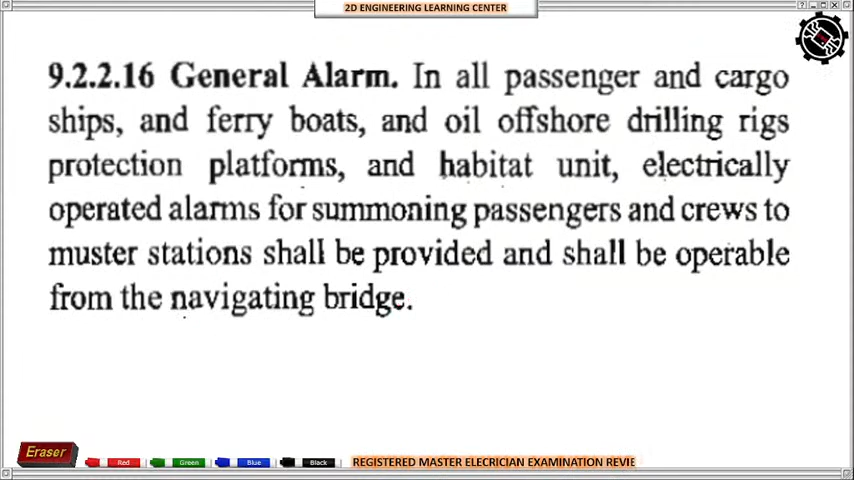 2D ENGINEERING LEARNING CENTER
9.2.2.16 General Alarm. In all passenger and cargo
ships, and ferry boats, and oil offshore drilling rigs
protection platforms, and habitat unit, electrically
operated alarms for summoning passengers and crews to
muster stations shall be provided and shall be operable
from the navigating bridge.
Eraser
Red
Green
Blue
Black
REGISTERED MASTER ELECRICIAN EXAMINATION REVIE